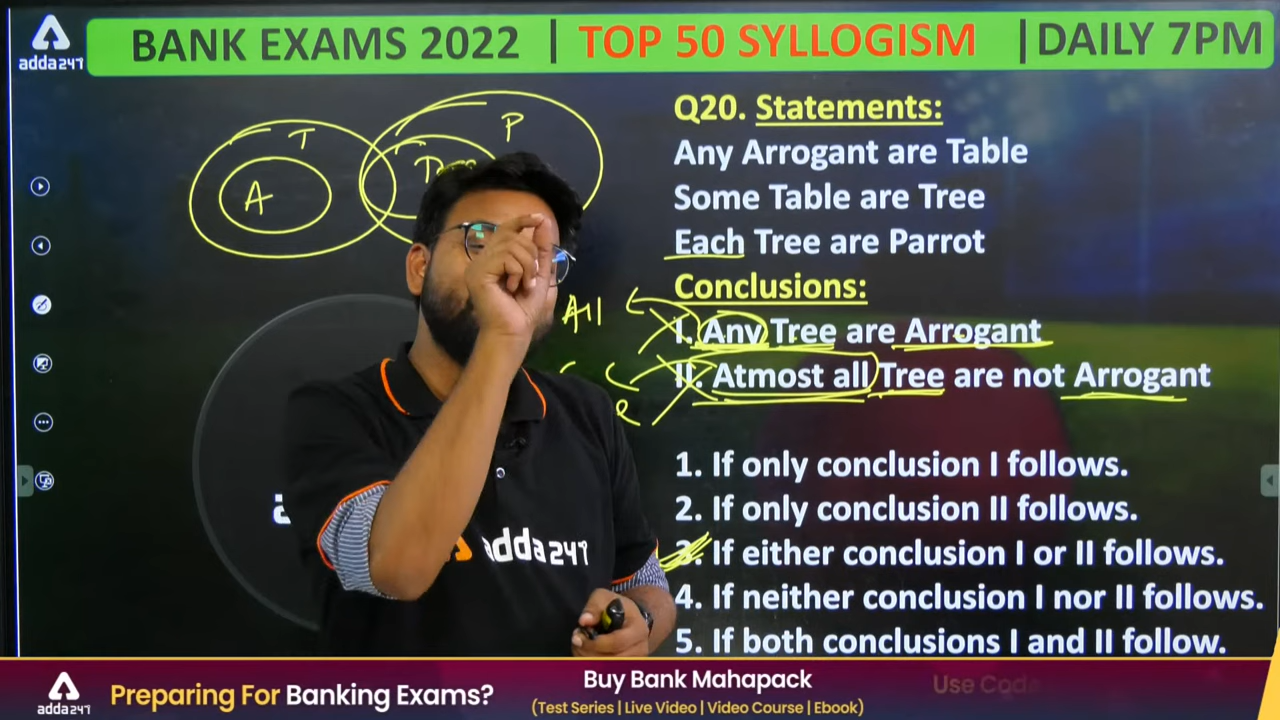 adda247
BANK EXAMS 2022 | TOP 50 SYLLOGISM | DAILY 7PM
T
A
P
Q20. Statements:
Any Arrogant are Table
Some Table are Tree
Each Tree are Parrot
Conclusions:
All
I. Any Tree are Arrogant
II. Atmost all Tree are not Arrogant
1. If only conclusion I follows.
2. If only conclusion II follows.
3. If either conclusion I or II follows.
4. If neither conclusion I nor II follows.
5. If both conclusions I and II follow.
adda247
adda247
Preparing For Banking Exams?
Buy Bank Mahapack
(Test Series | Live Video | Video Course | Ebook)
Use Code